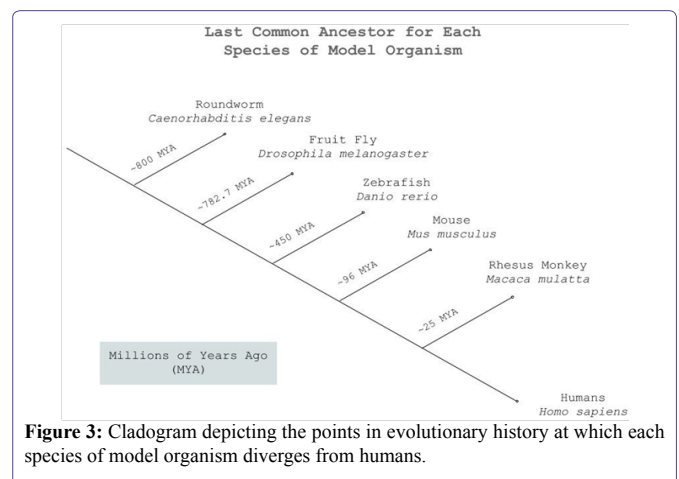 Last Common Ancestor for Each
Species of Model Organism
Roundworm
Caenorhabditis elegans
~800 MYA
Fruit Fly
Drosophila melanogaster
~782.7 MYA
Zebrafish
Danio rerio
~450 MYA
Mouse
Mus musculus
~96 MYA
Rhesus Monkey
Macaca mulatta
~25 MYA
Millions of Years Ago
(MYA)
Humans
Homo sapiens
Figure 3: Cladogram depicting the points in evolutionary history at which each
species of model organism diverges from humans.